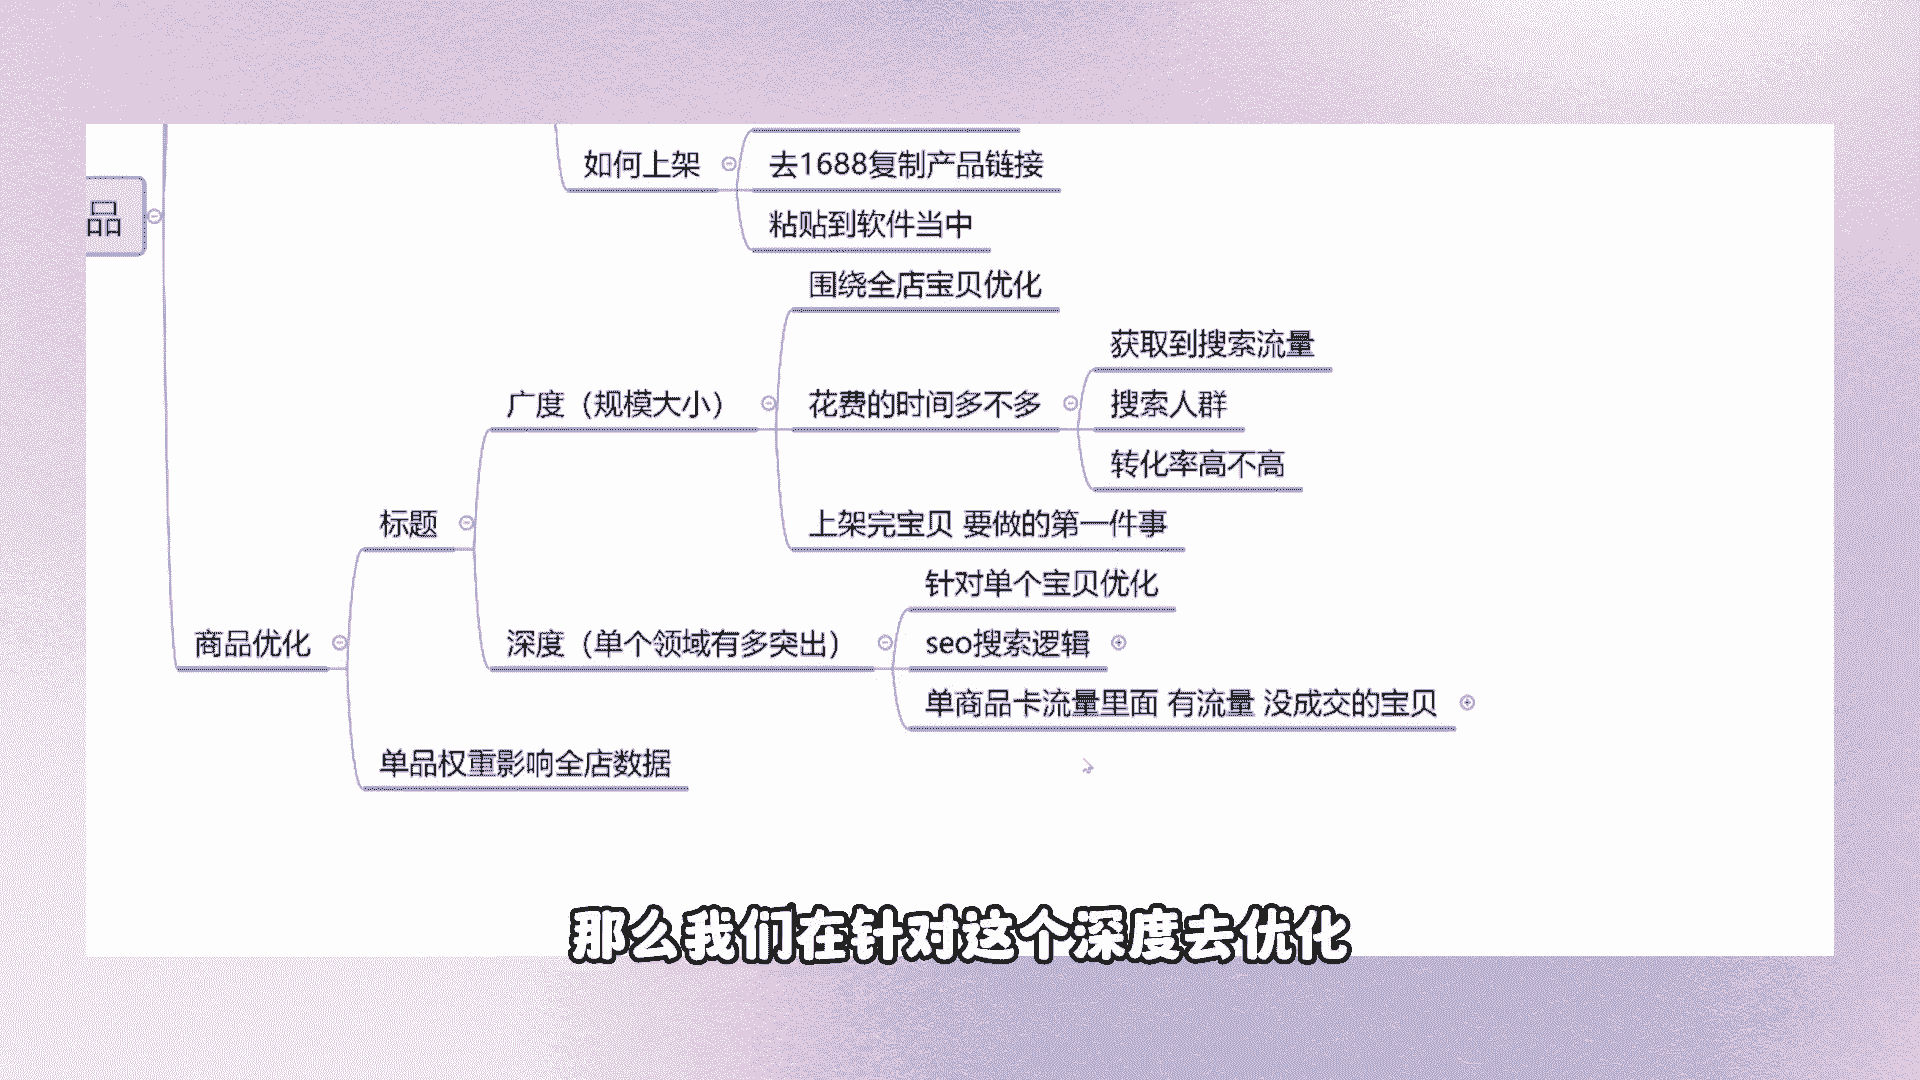 品
如何上架
去1688复制产品链接
粘贴到软件当中
围绕全店宝贝优化
获取到搜索流量
广度（规模大小）
花费的时间多不多
搜索人群
转化率高不高
标题
上架完宝贝 要做的第一件事
针对单个宝贝优化
商品优化
深度（单个领域有多突出）
seo搜索逻辑
单商品卡流量里面 有流量 没成交的宝贝
单品权重影响全店数据
那么我们在针对这个深度去优化